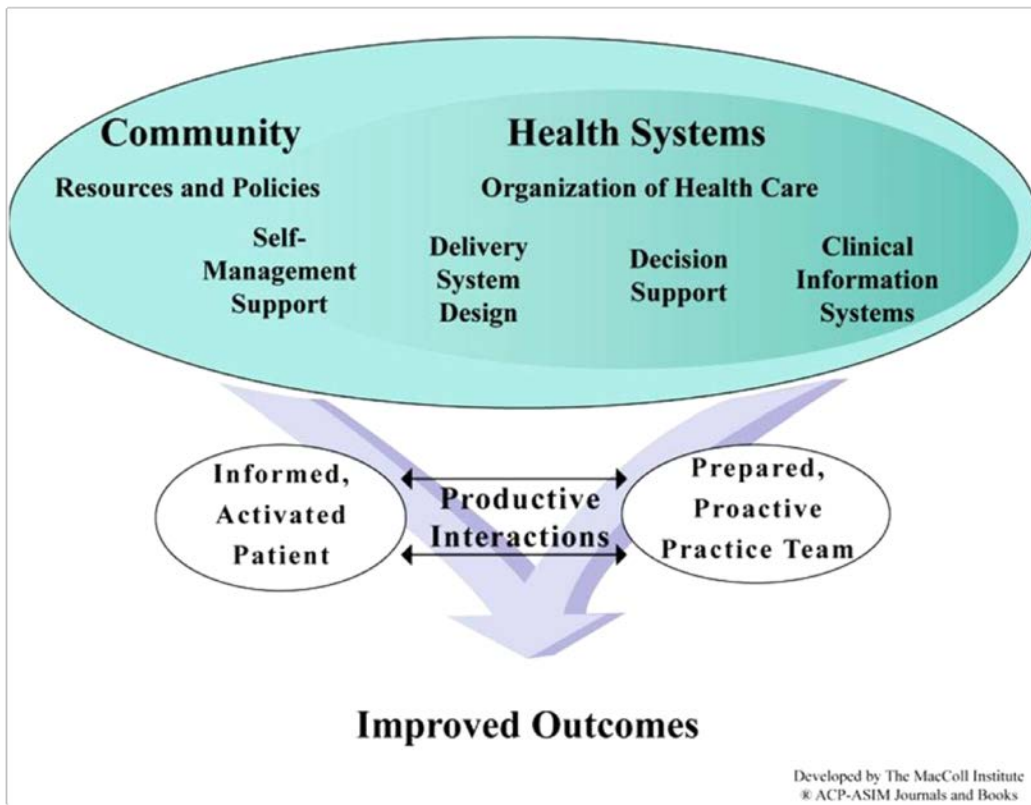 Community
Health Systems
Resources and Policies
Organization of Health Care
Self-
Management
Support
Delivery
System
Design
Decision
Support
Clinical
Information
Systems
Informed,
Activated
Patient
Productive
Interactions
Prepared,
Proactive
Practice Team
Improved Outcomes
Developed by The MacColl Institute
® ACP-ASIM Journals and Books